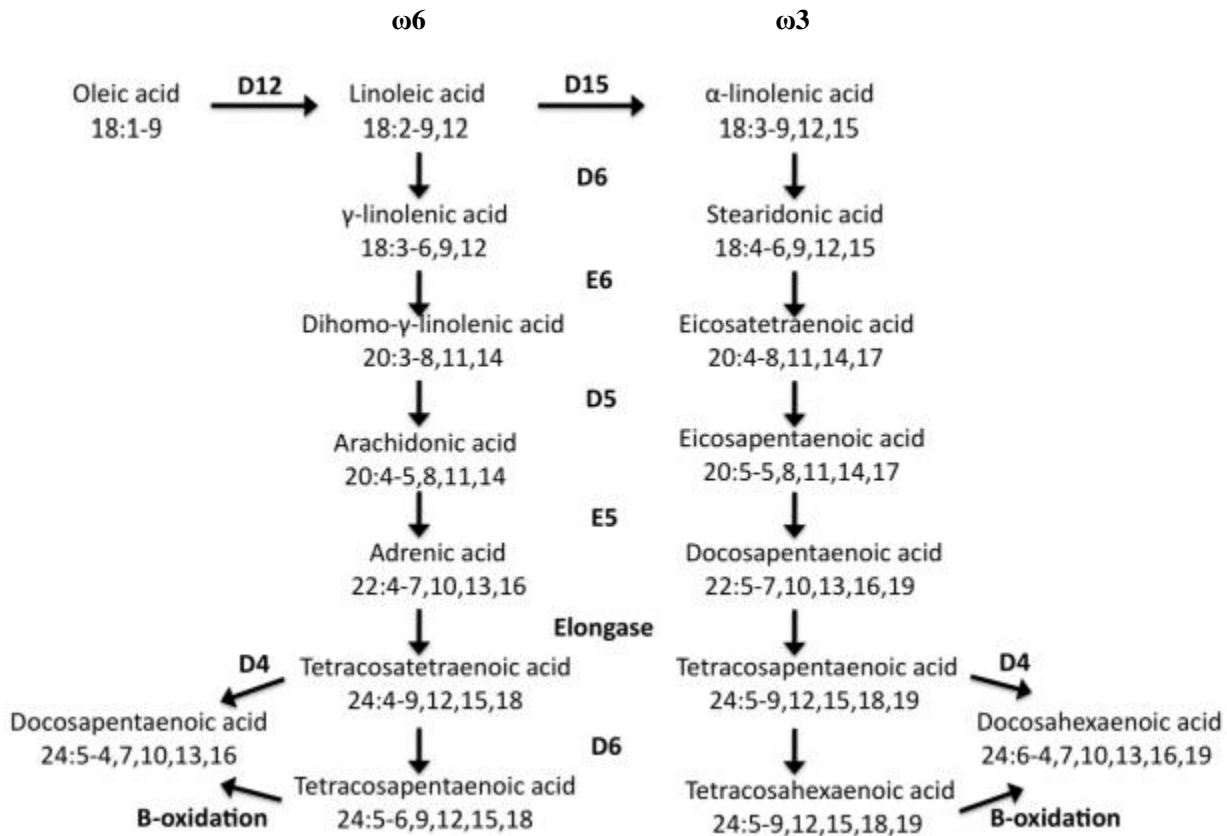 ω6 ω3
Oleic acid D12 Linoleic acid D15 α-linolenic acid
18:1-9 18:2-9,12 18:3-9,12,15
D6
γ-linolenic acid Stearidonic acid
18:3-6,9,12 18:4-6,9,12,15
E6
Dihomo-γ-linolenic acid Eicosatetraenoic acid
20:3-8,11,14 20:4-8,11,14,17
D5
Arachidonic acid Eicosapentaenoic acid
20:4-5,8,11,14 20:5-5,8,11,14,17
E5
Adrenic acid Docosapentaenoic acid
22:4-7,10,13,16 22:5-7,10,13,16,19
Elongase
D4 Tetracosatetraenoic acid Tetracosapentaenoic acid D4
24:4-9,12,15,18 24:5-9,12,15,18,19
Docosapentaenoic acid Docosahexaenoic acid
24:5-4,7,10,13,16 D6 24:6-4,7,10,13,16,19
Tetracosapentaenoic acid Tetracosahexaenoic acid
B-oxidation 24:5-6,9,12,15,18 24:5-9,12,15,18,19 B-oxidation